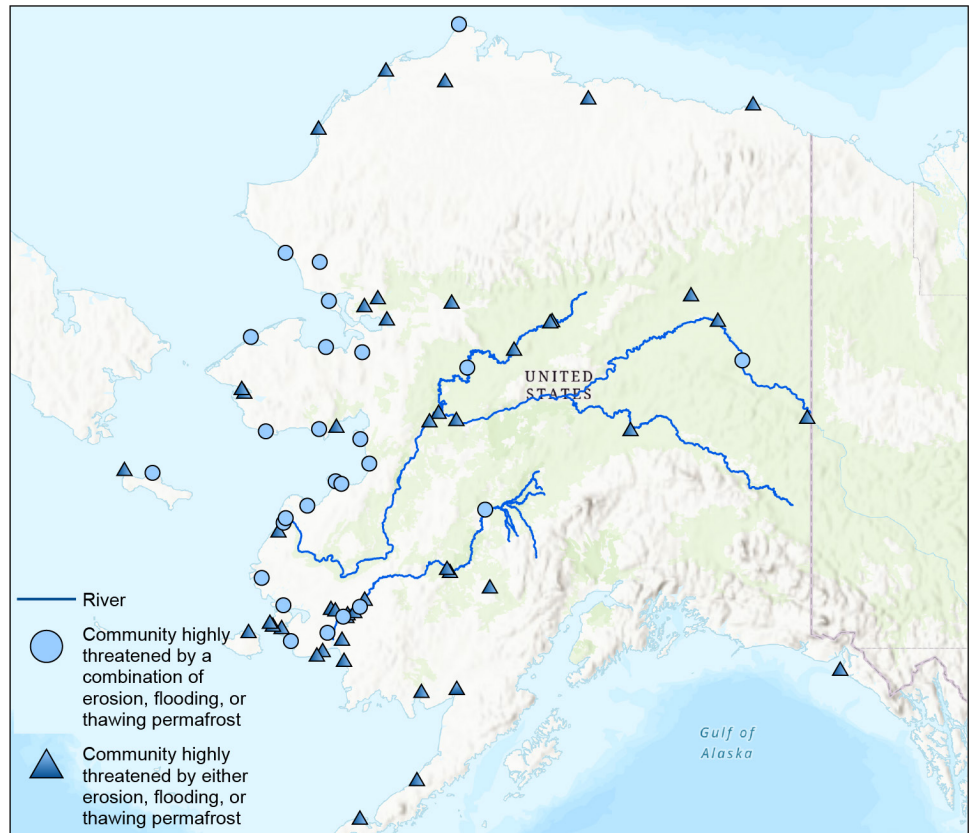 UNITED
STATES
River
Community highly
threatened by a
combination of
erosion, flooding, or
thawing permafrost
Gulf of
Alaska
Community highly
threatened by either
erosion, flooding, or
thawing permafrost